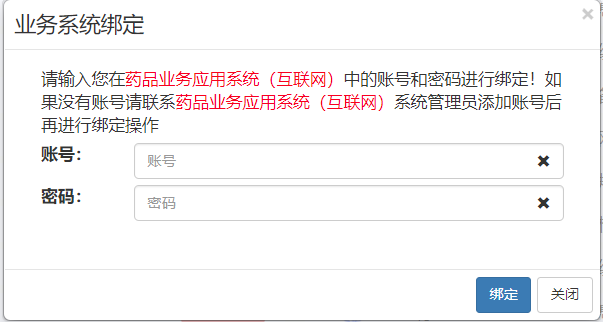 业务系统绑定
×
请输入您在药品业务应用系统（互联网）中的账号和密码进行绑定！如
果没有账号请联系药品业务应用系统（互联网）系统管理员添加账号后
再进行绑定操作
账号：
账号
密码：
密码
绑定
关闭